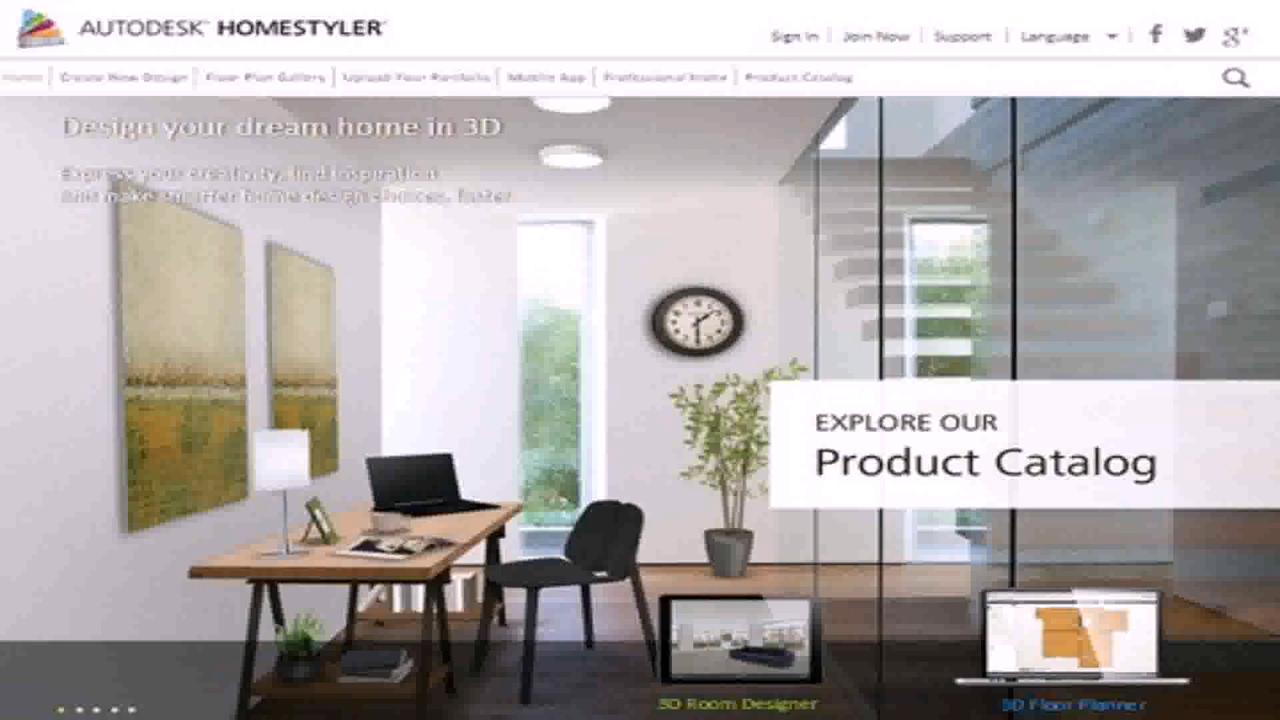 AUTODESK HOMESTYLER
Sign In | Join Now | Support | Language
Home | Create New Design | Floor Plan Gallery | Upload Your Portfolio | Mobile App | Professional Home | Product Catalog
Design your dream home in 3D
Express your creativity, find inspiration
and make smarter home design choices, faster
EXPLORE OUR
Product Catalog
3D Room Designer
3D Floor Planner